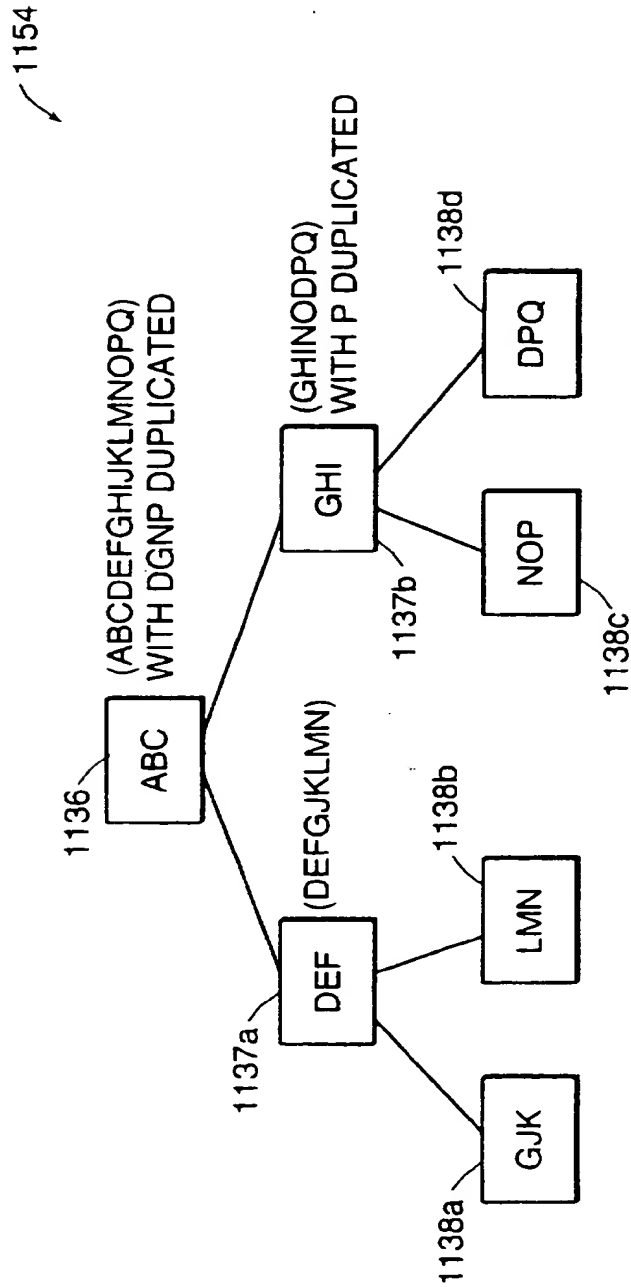 1154
(ABCDEFGHIJKLMNOPQ)
WITH DGNP DUPLICATED
1136
ABC
(GHINODPQ)
WITH P DUPLICATED
1137a
DEF
(DEFGJKLMN)
GHI
1137b
1138a
GJK
1138b
LMN
NOP
1138c
DPQ
1138d